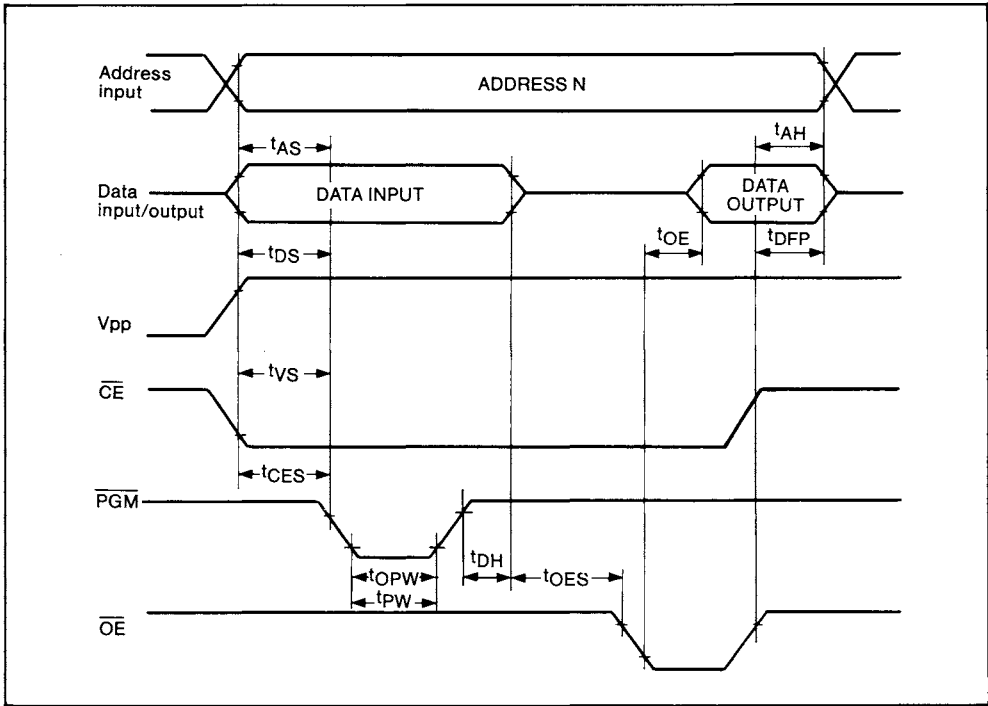 Address
input
ADDRESS N
tAS
tAH
Data
input/output
DATA INPUT
DATA
OUTPUT
tDS
tOE
tDFP
Vpp
tVS
CE
tCES
PGM
tDH
tOES
tOPW
tPW
OE